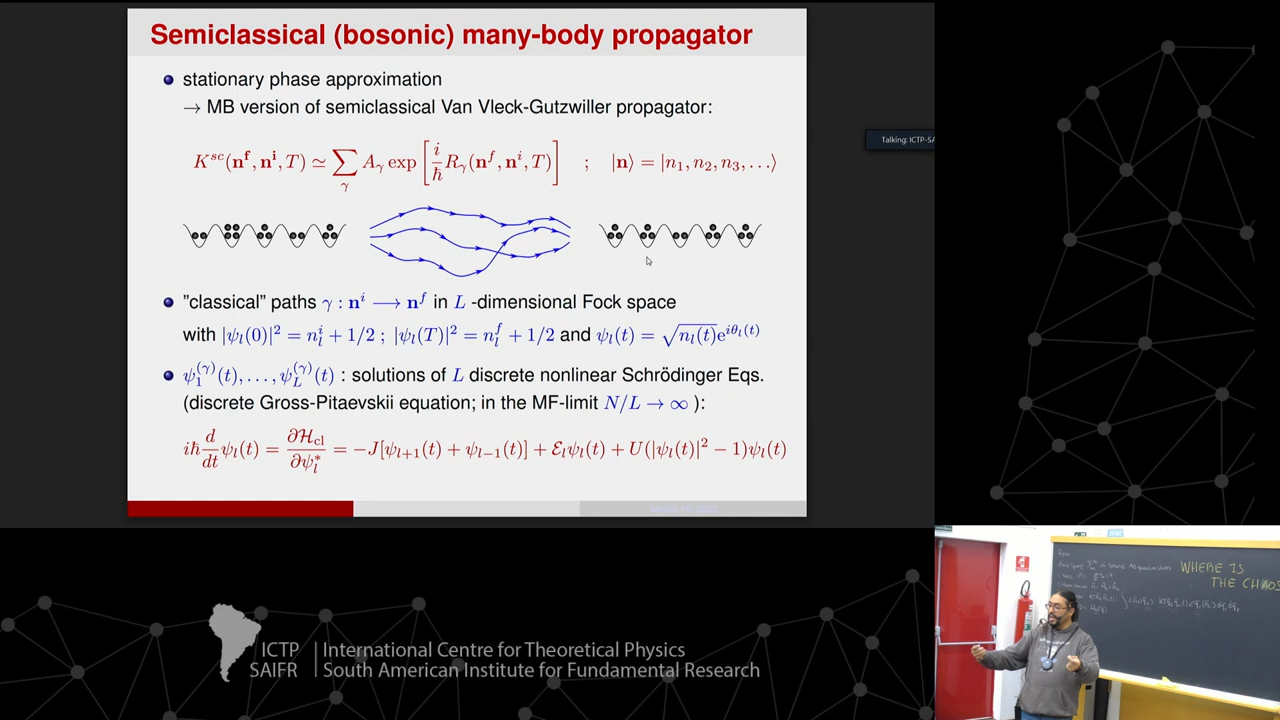 Semiclassical (bosonic) many-body propagator
stationary phase approximation
→ MB version of semiclassical Van Vleck-Gutzwiller propagator:
K^{sc}(n^f, n^i, T) ≃ ∑_γ A_γ exp [ i/ħ R_γ(n^f, n^i, T) ] ; |n⟩ = |n_1, n_2, n_3, …⟩
"classical" paths γ : n^i ⟶ n^f in L -dimensional Fock space
with |ψ_l(0)|^2 = n_l^i + 1/2 ; |ψ_l(T)|^2 = n_l^f + 1/2 and ψ_l(t) = √n_l(t) e^{iθ_l(t)}
ψ_1^{(γ)}(t), …, ψ_L^{(γ)}(t) : solutions of L discrete nonlinear Schrödinger Eqs.
(discrete Gross-Pitaevskii equation; in the MF-limit N/L → ∞ ):
iħ d/dt ψ_l(t) = ∂H_cl/∂ψ_l^* = −J[ψ_{l+1}(t) + ψ_{l−1}(t)] + ℰ_l ψ_l(t) + U(|ψ_l(t)|^2 − 1)ψ_l(t)
Talking: ICTP-SA
WHERE IS
THE CHAOS
ICTP
SAIFR
International Centre for Theoretical Physics
South American Institute for Fundamental Research